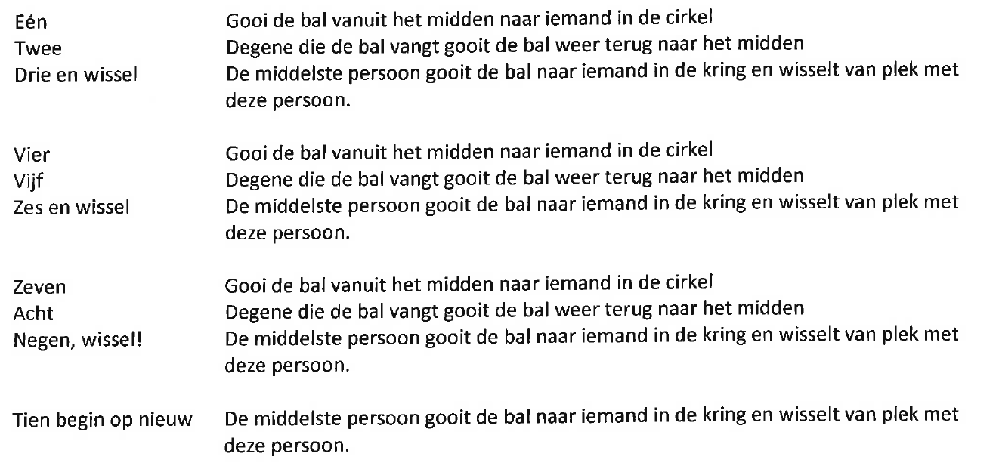 Eén Gooi de bal vanuit het midden naar iemand in de cirkel
Twee Degene die de bal vangt gooit de bal weer terug naar het midden
Drie en wissel De middelste persoon gooit de bal naar iemand in de kring en wisselt van plek met
deze persoon.
Vier Gooi de bal vanuit het midden naar iemand in de cirkel
Vijf Degene die de bal vangt gooit de bal weer terug naar het midden
Zes en wissel De middelste persoon gooit de bal naar iemand in de kring en wisselt van plek met
deze persoon.
Zeven Gooi de bal vanuit het midden naar iemand in de cirkel
Acht Degene die de bal vangt gooit de bal weer terug naar het midden
Negen, wissel! De middelste persoon gooit de bal naar iemand in de kring en wisselt van plek met
deze persoon.
Tien begin op nieuw De middelste persoon gooit de bal naar iemand in de kring en wisselt van plek met
deze persoon.